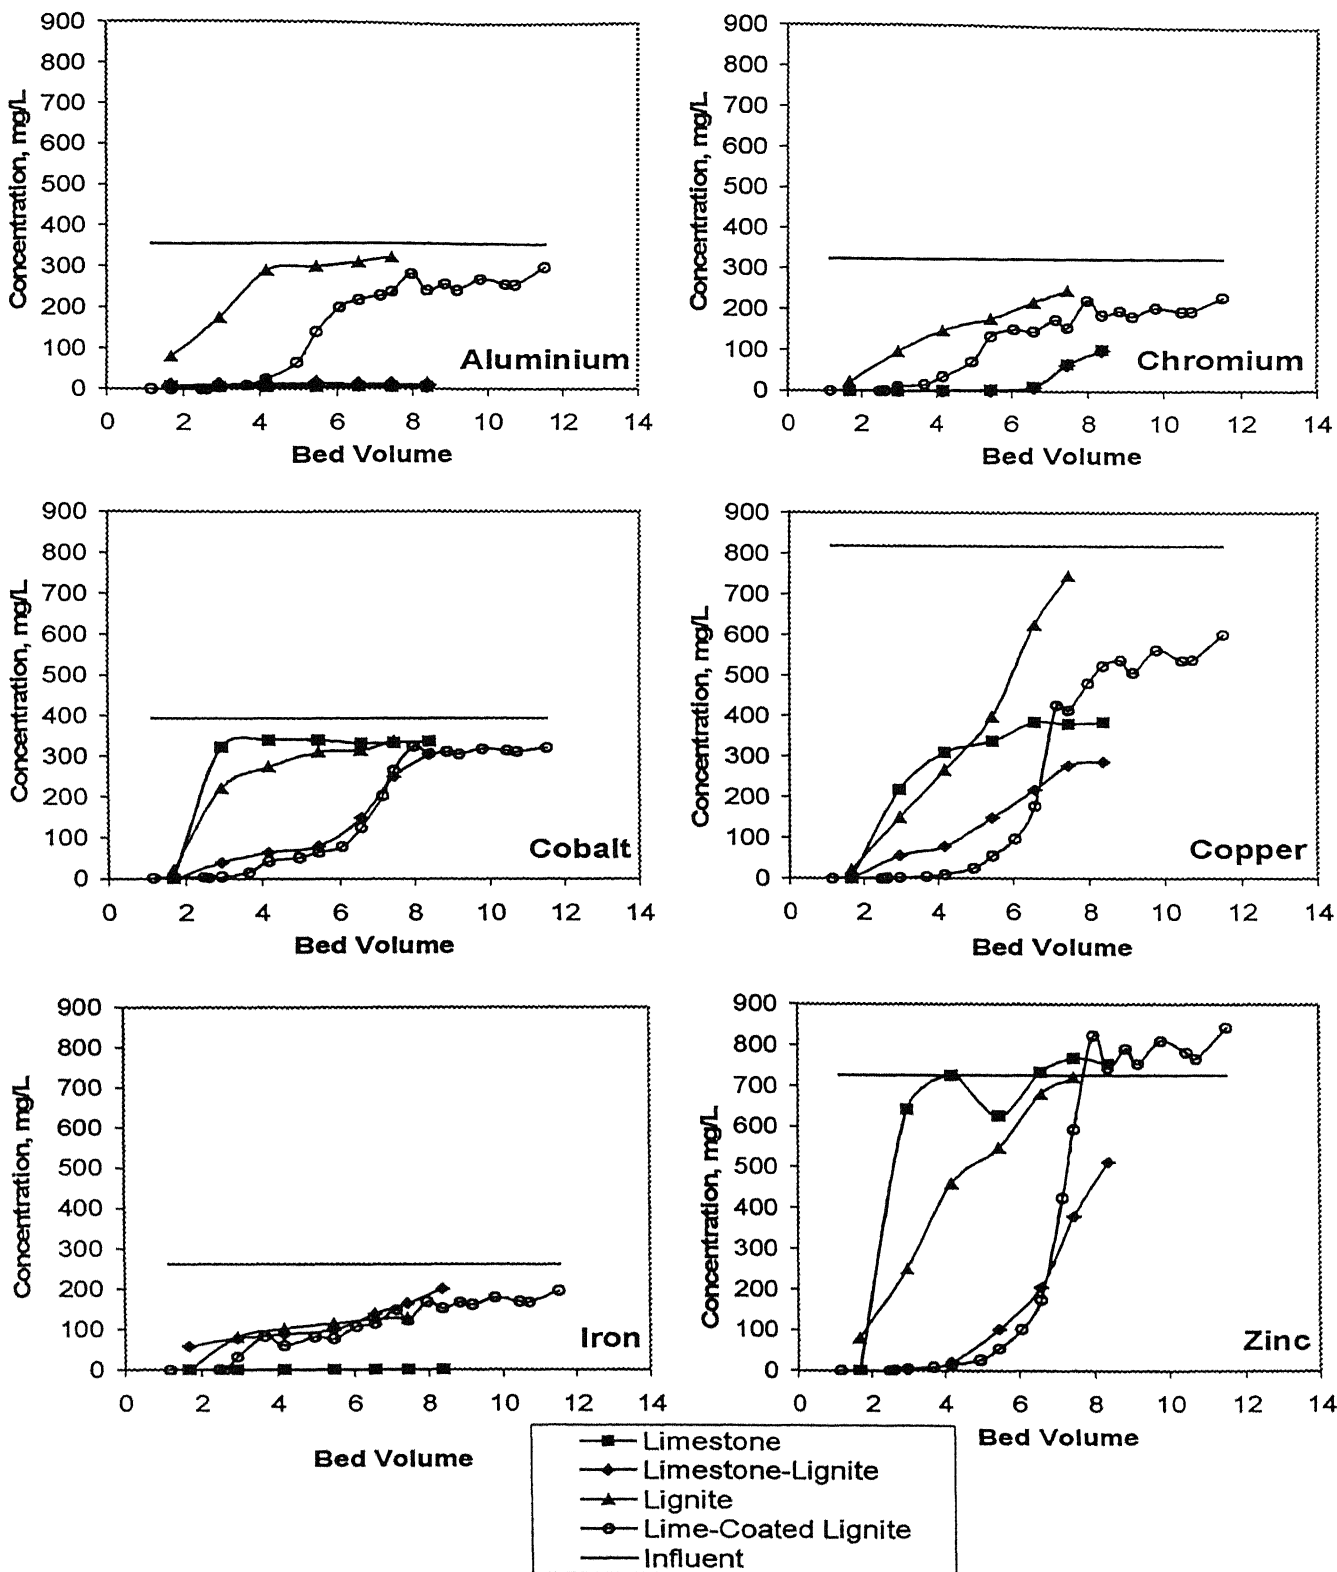 900
800
700
600
500
400
300
200
100
0
Concentration, mg/L
Aluminium
0 2 4 6 8 10 12 14
Bed Volume
900
800
700
600
500
400
300
200
100
0
Concentration, mg/L
Chromium
0 2 4 6 8 10 12 14
Bed Volume
900
800
700
600
500
400
300
200
100
0
Concentration, mg/L
Cobalt
0 2 4 6 8 10 12 14
Bed Volume
900
800
700
600
500
400
300
200
100
0
Concentration, mg/L
Copper
0 2 4 6 8 10 12 14
Bed Volume
900
800
700
600
500
400
300
200
100
0
Concentration, mg/L
Iron
0 2 4 6 8 10 12 14
Bed Volume
900
800
700
600
500
400
300
200
100
0
Concentration, mg/L
Zinc
0 2 4 6 8 10 12 14
Bed Volume
Limestone
Limestone-Lignite
Lignite
Lime-Coated Lignite
Influent